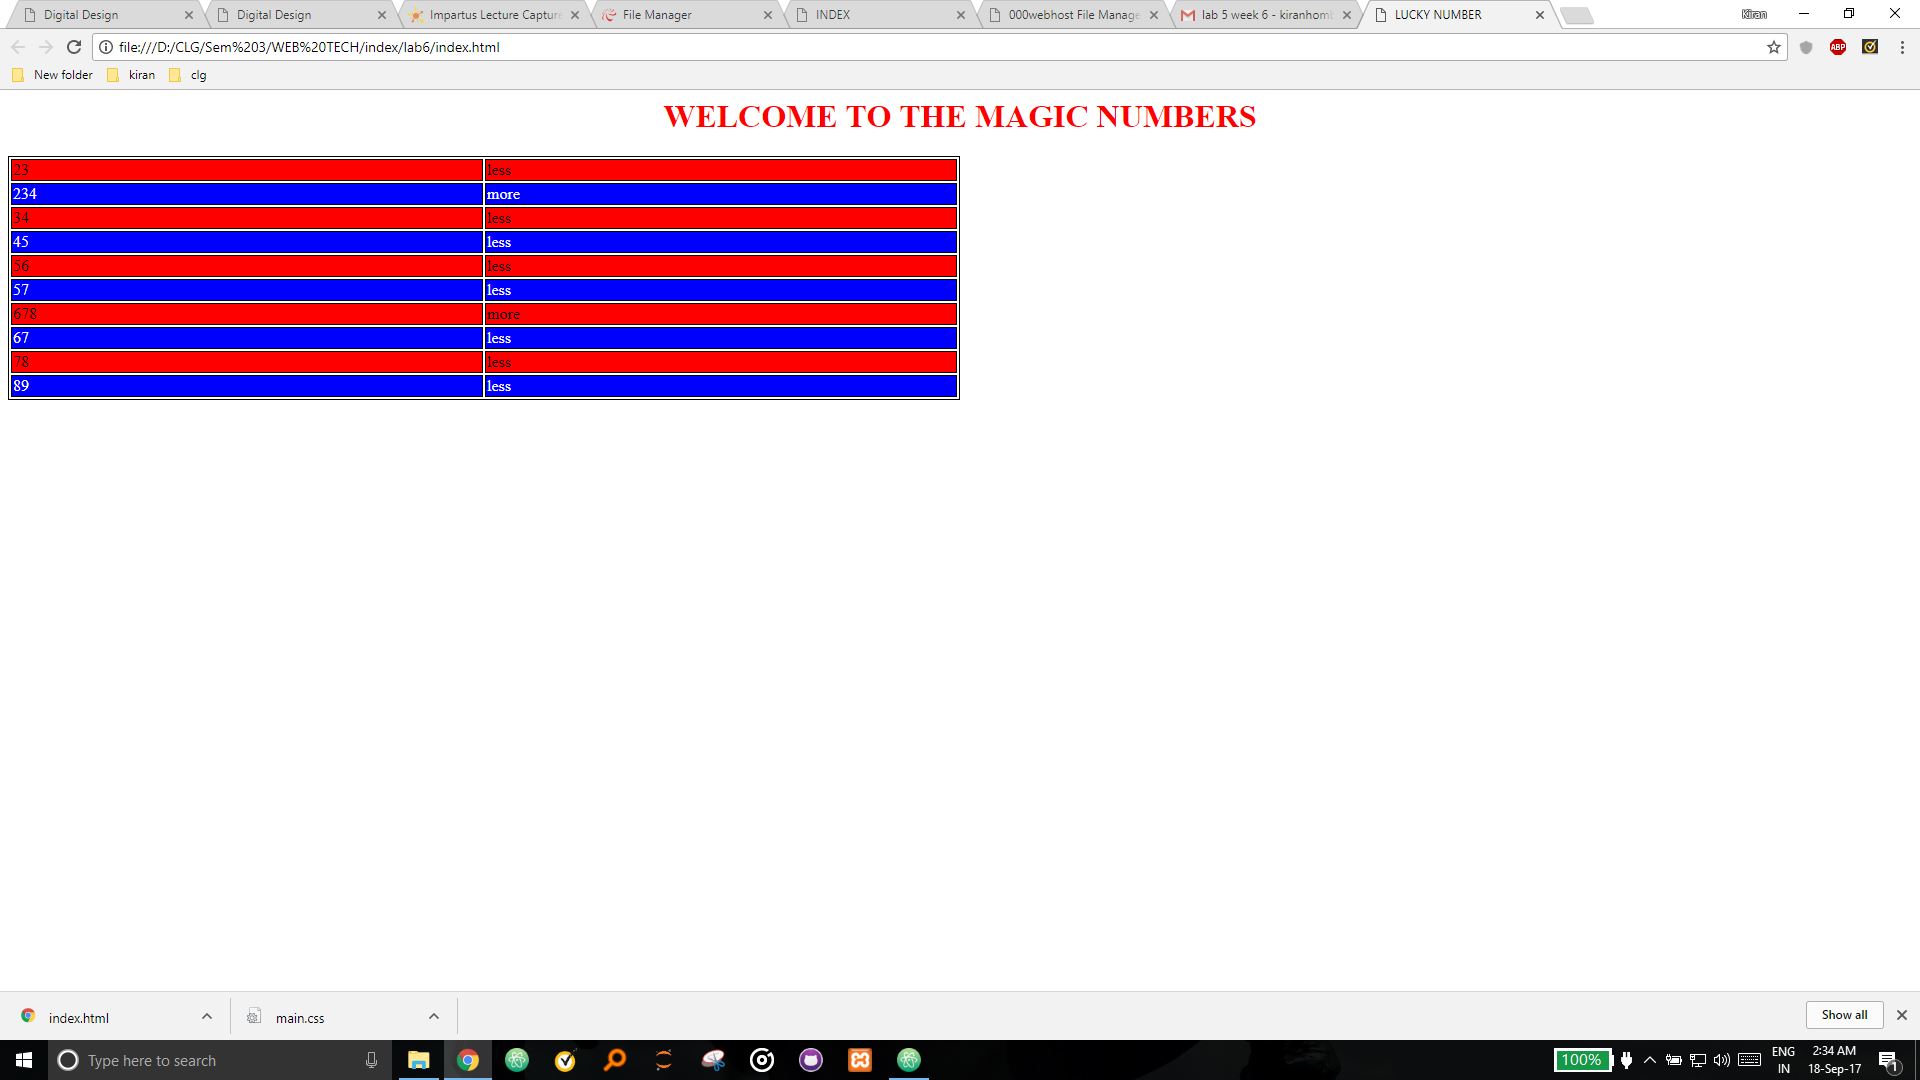 Digital Design
Digital Design
Impartus Lecture Capture
File Manager
INDEX
000webhost File Manage
lab 5 week 6 - kiranhomb
LUCKY NUMBER
Kiran
file:///D:/CLG/Sem%203/WEB%20TECH/index/lab6/index.html
ABP
New folder
kiran
clg
WELCOME TO THE MAGIC NUMBERS
23 less
234 more
34 less
45 less
56 less
57 less
678 more
67 less
78 less
89 less
index.html
main.css
Show all
Type here to search
100%
ENG
IN
2:34 AM
18-Sep-17
1